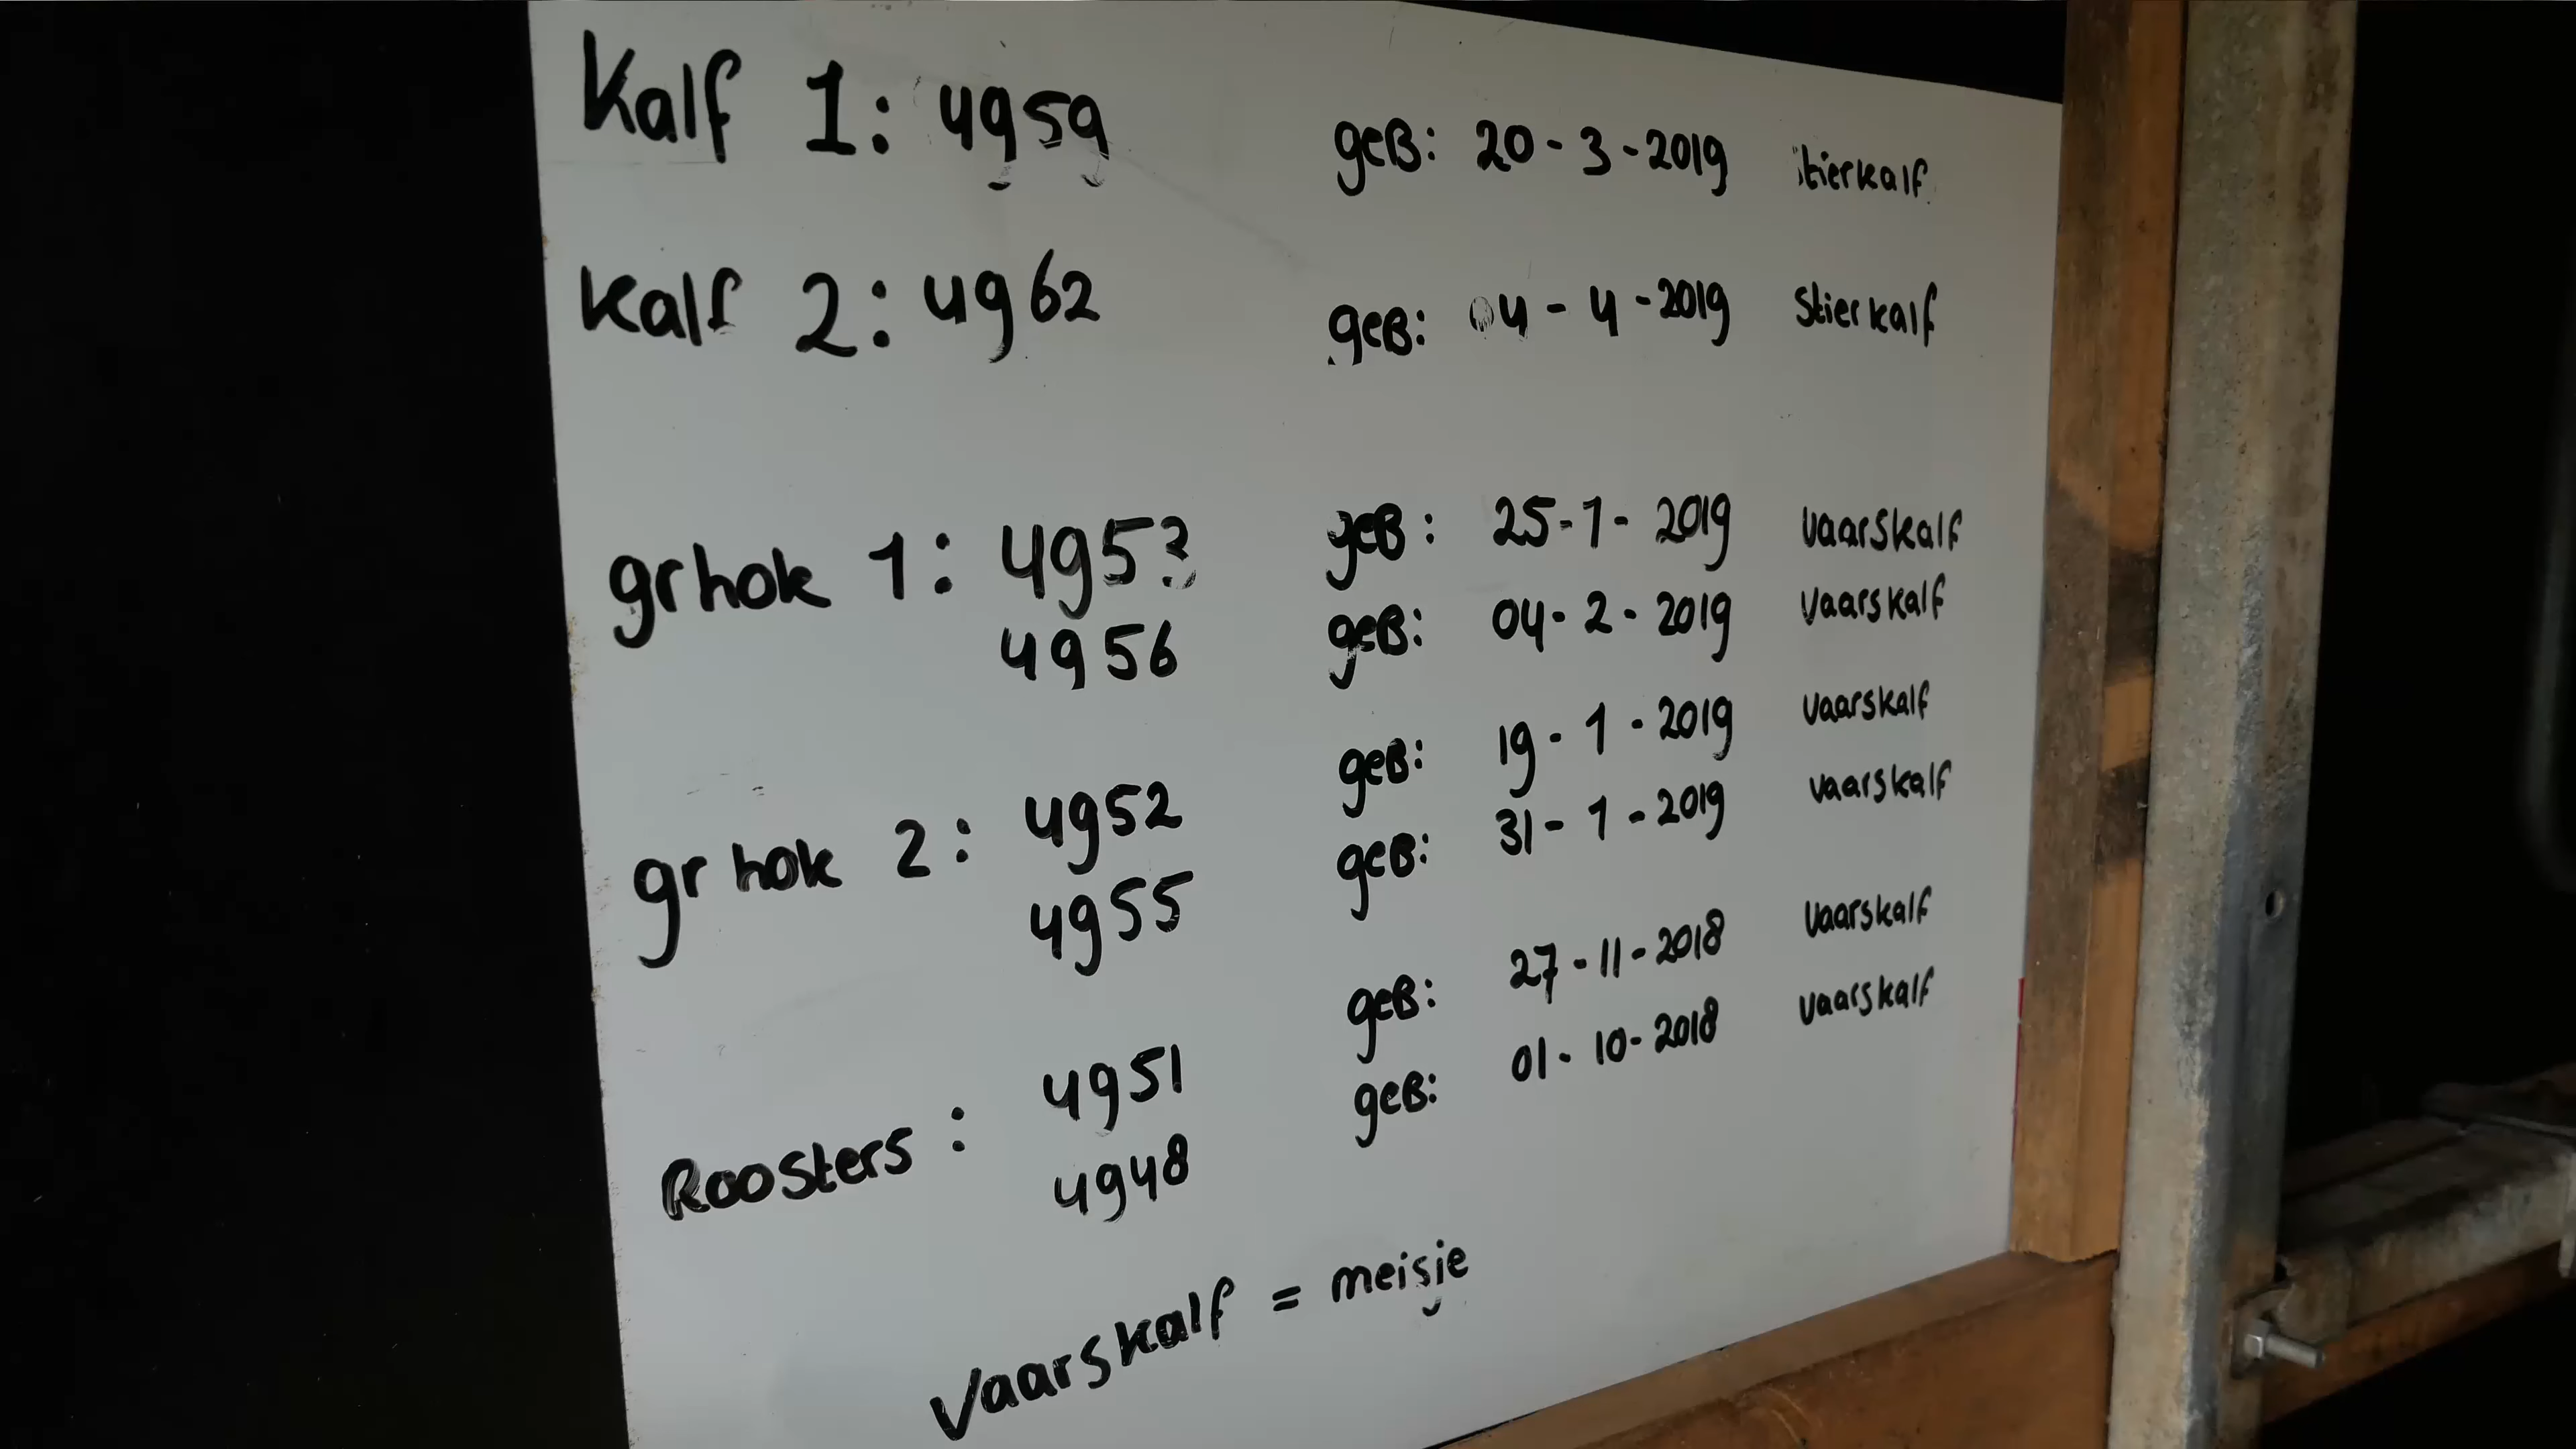 Kalf 1: 4959 geB: 20-3-2019 stierkalf
Kalf 2: 4962 geB: 04-4-2019 Stierkalf
grhok 1: 4953 geB: 25-1-2019 vaarskalf
4956 geB: 04-2-2019 vaarskalf
gr hok 2: 4952 geB: 19-1-2019 vaarskalf
4955 geB: 31-1-2019 vaarskalf
Roosters: 4951 geB: 27-11-2018 vaarskalf
4948 geB: 01-10-2018 vaarskalf
Vaarskalf = meisje